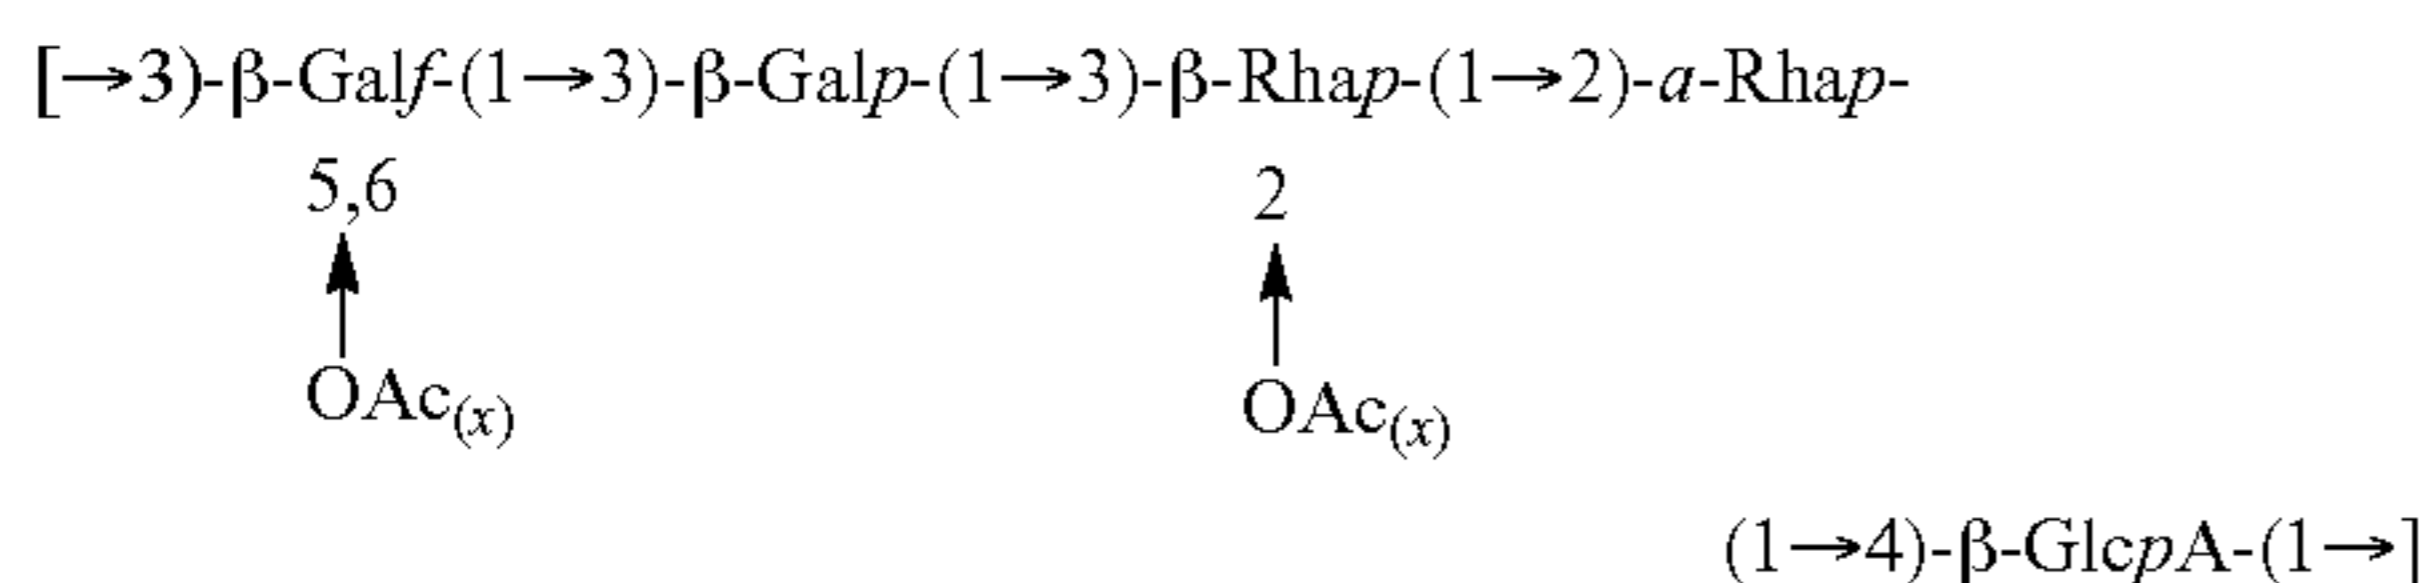 [→3)-β-Galf-(1→3)-β-Galp-(1→3)-β-Rhap-(1→2)-a-Rhap-
5,6 2
OAc(x) OAc(x)
(1→4)-β-GlcpA-(1→]